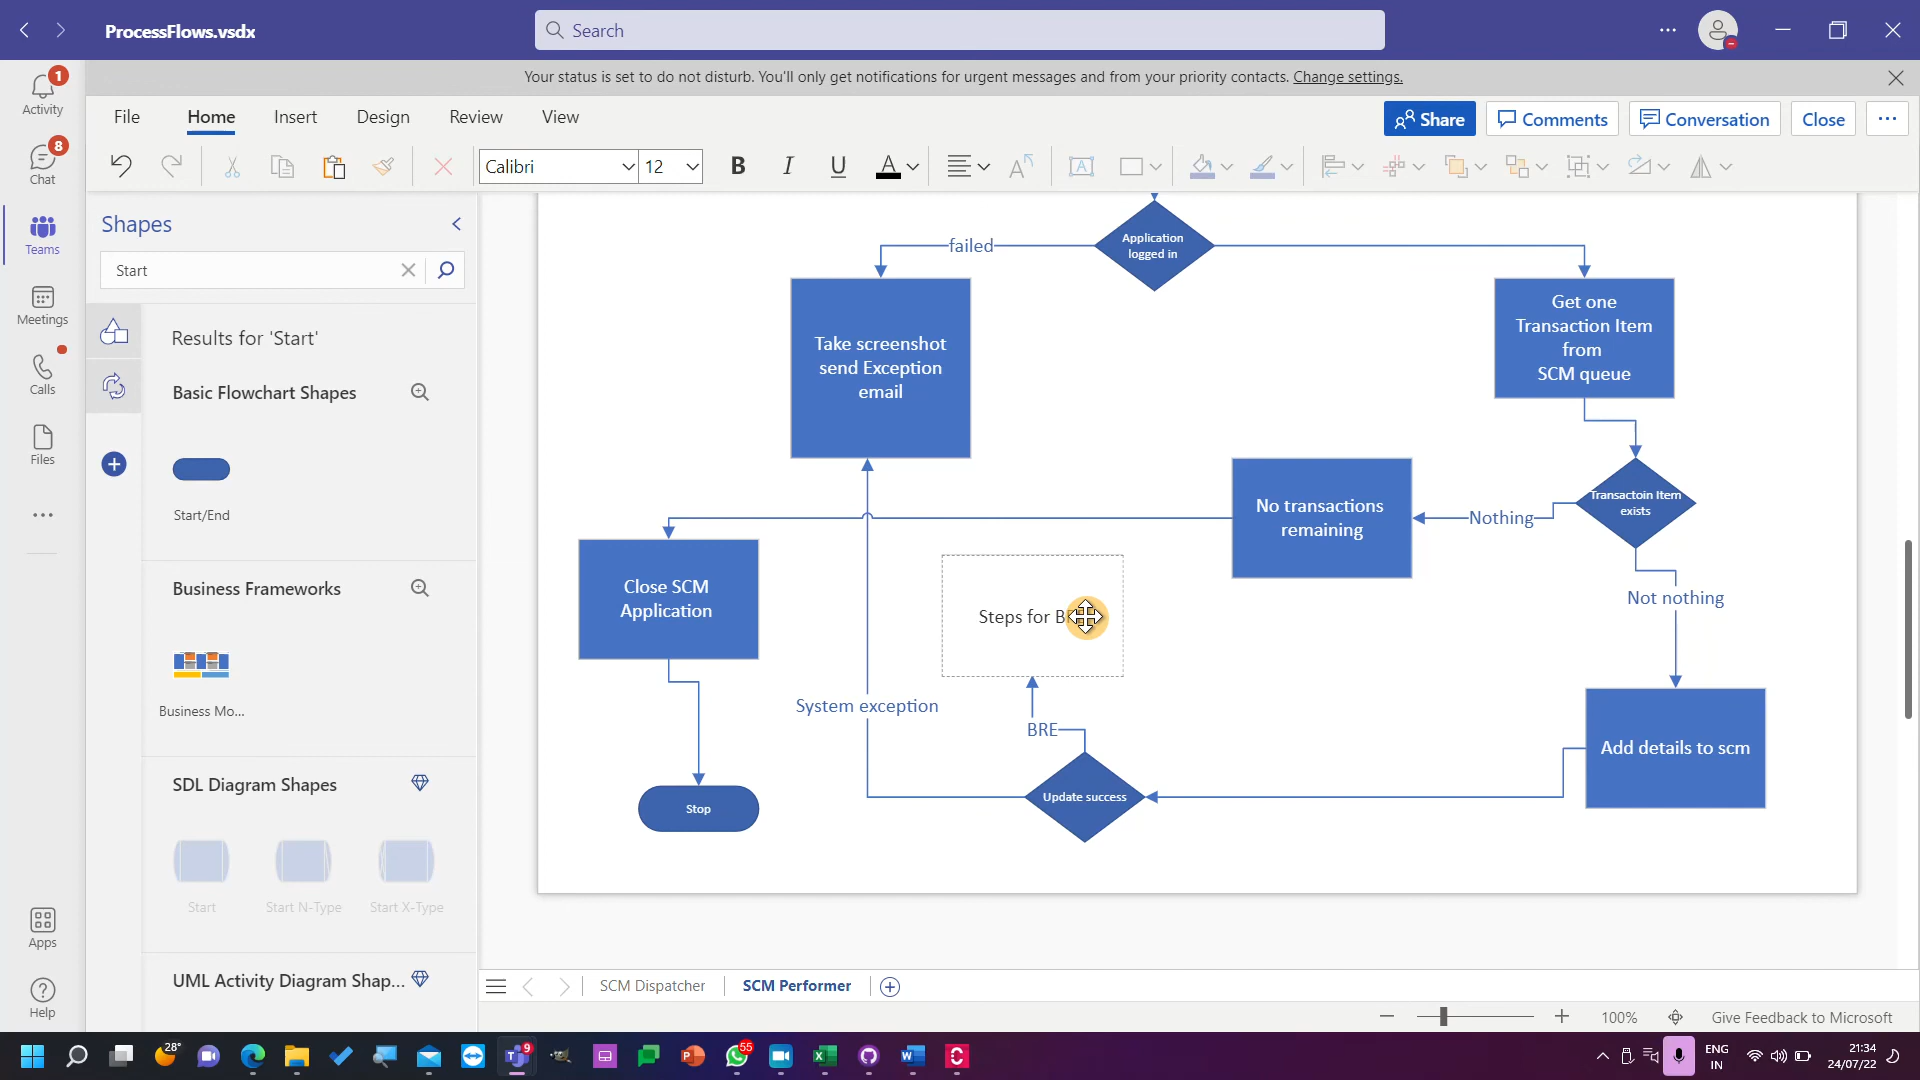 ProcessFlows.vsdx
Search
Your status is set to do not disturb. You'll only get notifications for urgent messages and from your priority contacts. Change settings.
1
Activity
8
Chat
Teams
Meetings
Calls
Files
Apps
Help
File
Home
Insert
Design
Review
View
Share
Comments
Conversation
Close
Calibri
12
B
I
U
A
A
A
Shapes
Start
Results for 'Start'
Basic Flowchart Shapes
Start/End
Business Frameworks
Business Mo...
SDL Diagram Shapes
Start
Start N-Type
Start X-Type
UML Activity Diagram Shap...
Application
logged in
failed
Take screenshot
send Exception
email
Get one
Transaction Item
from
SCM queue
Transactoin Item
exists
Nothing
No transactions
remaining
Not nothing
Close SCM
Application
Steps for
System exception
BRE
Add details to scm
Update success
Stop
SCM Dispatcher
SCM Performer
100%
Give Feedback to Microsoft
28°
9
55
ENG
IN
21:34
24/07/22